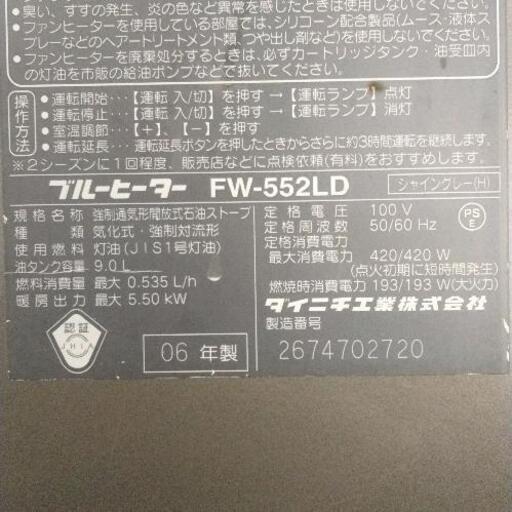 臭い、すすの発生、炎の色など異常を感じたときは使用しないでください。
●ファンヒーターを使用している部屋では、シリコーン配合製品(ムース・液体ス
プレーなどのヘアートリートメント類、つや出し剤など)を使用しないでください。
●ファンヒーターを廃棄処分するときは、必ずカートリッジタンク・油受皿内
の灯油を市販の給油ポンプなどで抜いてください。
操作方法
●運転開始…【運転 入/切】を押す → 【運転ランプ】点灯
●運転停止…【運転 入/切】を押す → 【運転ランプ】消灯
●室温調節…【+】、【-】を押す
●運転延長…運転延長ボタンを押したときからさらに約3時間運転を継続します。
※2シーズンに1回程度、販売店などに点検依頼(有料)をおすすめします。
ブルーヒーター FW-552LD シャイングレー(H)
規格名称 強制通気形開放式石油ストーブ
種類 気化式・強制対流形
使用燃料 灯油(JIS1号灯油)
油タンク容量 9.0L
燃料消費量 最大 0.535 L/h
暖房出力 最大 5.50 kW
定格電圧 100 V
定格周波数 50/60 Hz
定格消費電力
最大消費電力 420/420 W
(点火初期に短時間発生)
燃焼時消費電力 193/193 W(大火力)
PS
E
ダイニチ工業株式会社
認証
JHIA
06 年製
製造番号
2674702720